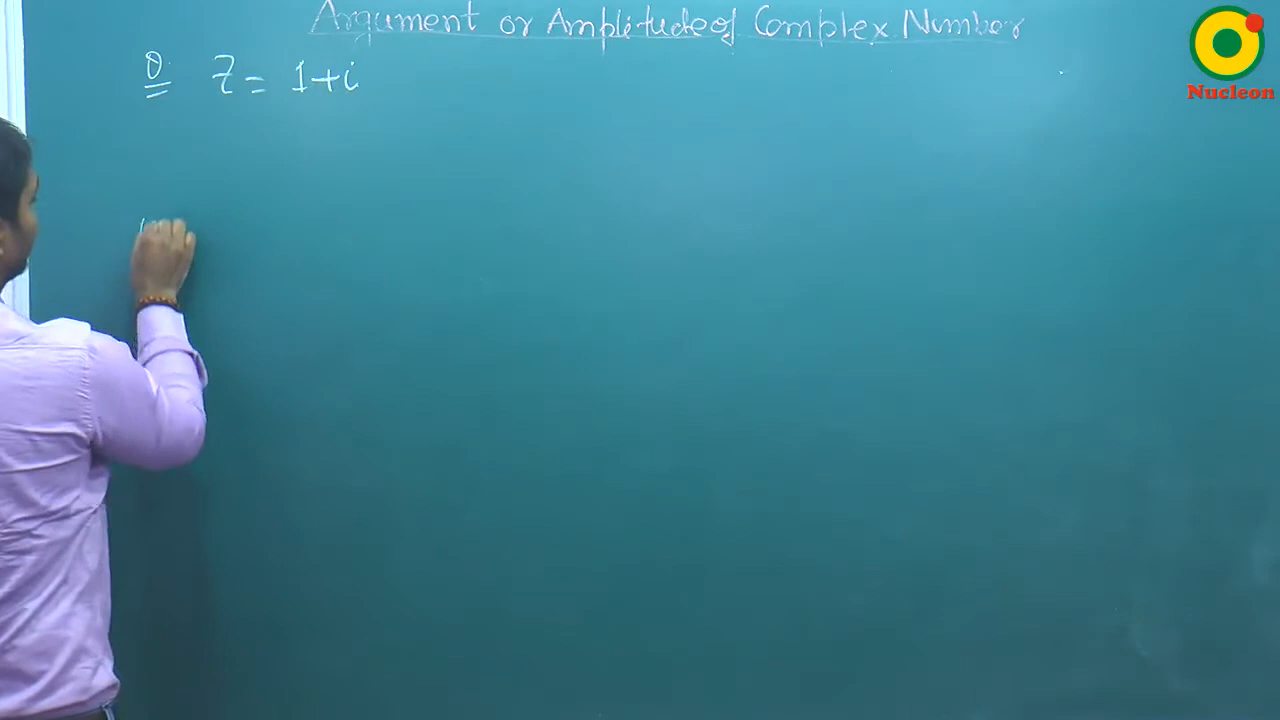 Argument or Amplitude of Complex Number
Q. Z = 1+i
Nucleon